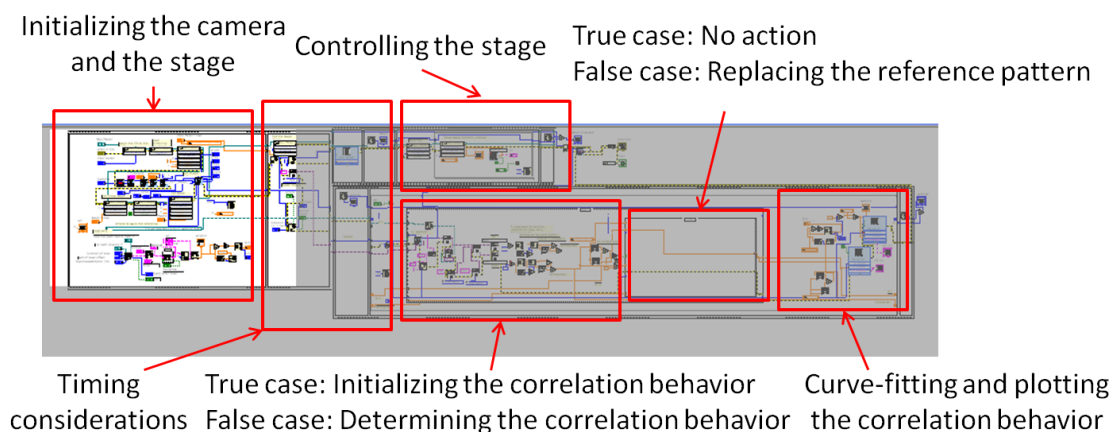 Initializing the camera
and the stage
Controlling the stage
True case: No action
False case: Replacing the reference pattern
Timing
considerations
True case: Initializing the correlation behavior
False case: Determining the correlation behavior
Curve-fitting and plotting
the correlation behavior